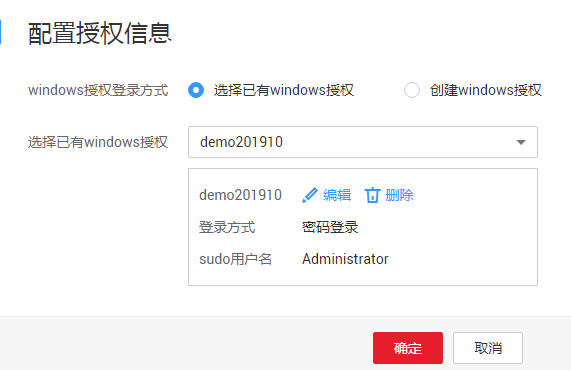 配置授权信息
windows授权登录方式 选择已有windows授权 创建windows授权
选择已有windows授权 demo201910
demo201910 编辑 删除
登录方式 密码登录
sudo用户名 Administrator
确定 取消